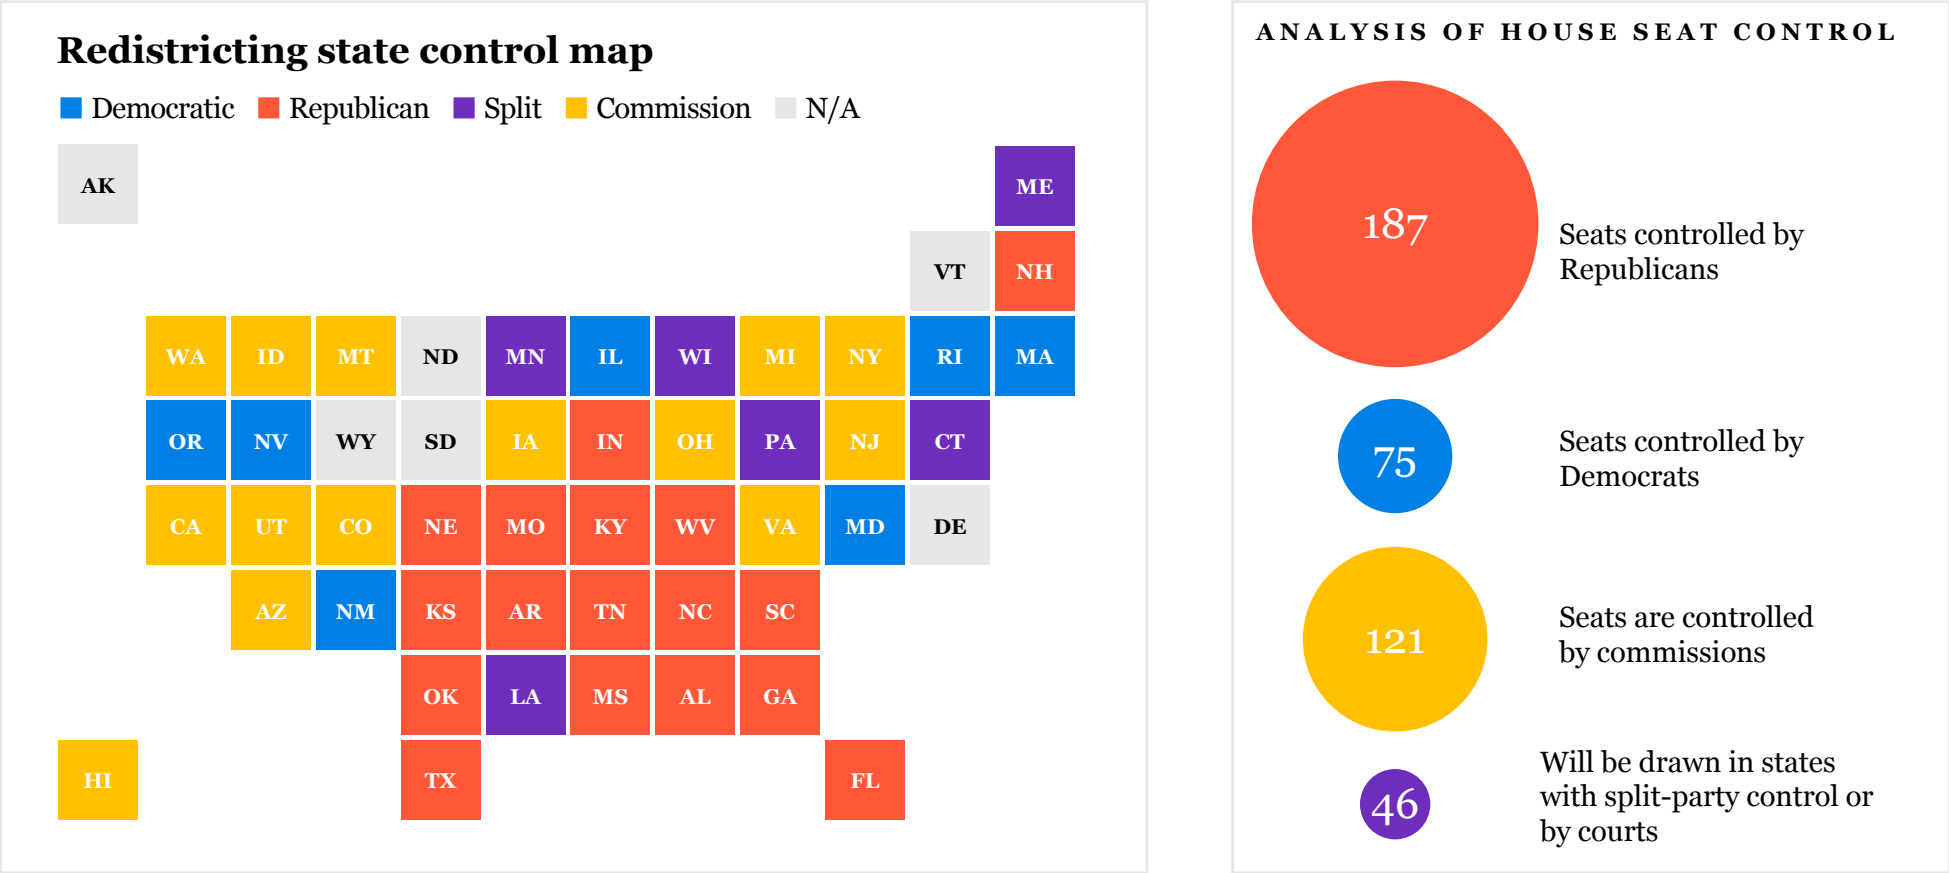 Redistricting state control map
Democratic Republican Split Commission N/A
AK ME
VT NH
WA ID MT ND MN IL WI MI NY RI MA
OR NV WY SD IA IN OH PA NJ CT
CA UT CO NE MO KY WV VA MD DE
AZ NM KS AR TN NC SC
OK LA MS AL GA
HI TX FL
ANALYSIS OF HOUSE SEAT CONTROL
187
Seats controlled by
Republicans
75
Seats controlled by
Democrats
121
Seats are controlled
by commissions
46
Will be drawn in states
with split-party control or
by courts